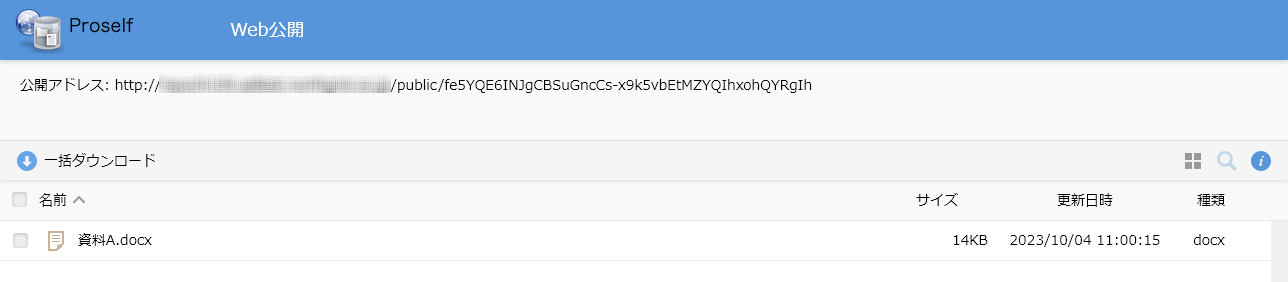 Proself
Web公開
公開アドレス: http:///public/fe5YQE6INJgCBSuGnccCs-x9k5vbEtMZYQIhxohQYRgIh
一括ダウンロード
名前 サイズ 更新日時 種類
資料A.docx 14KB 2023/10/04 11:00:15 docx